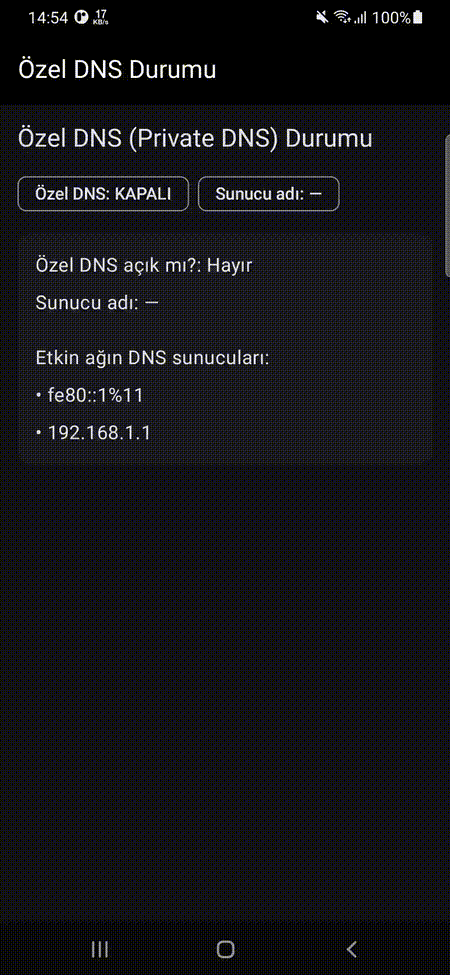 14:54 17 KB/s 100%
Özel DNS Durumu
Özel DNS (Private DNS) Durumu
Özel DNS: KAPALI Sunucu adı: —
Özel DNS açık mı?: Hayır
Sunucu adı: —
Etkin ağın DNS sunucuları:
• fe80::1%11
• 192.168.1.1